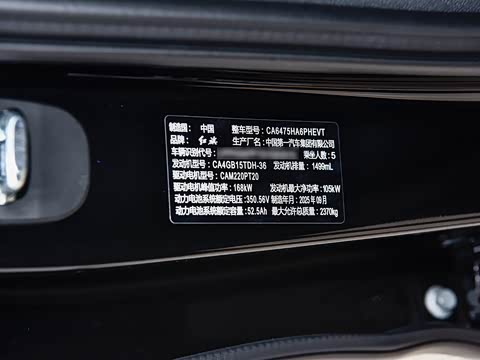 制造国： 中国 整车型号：CA6475HA6PHEVT
品牌： 红旗 生产厂名：中国第一汽车集团有限公司
车辆识别代号： 乘坐人数：5
发动机型号：CA4GB15TDH-36 发动机排量：1499mL
驱动电机型号：CAM220PT20
驱动电机峰值功率：168kW 发动机最大净功率：105kW
动力电池系统额定电压：350.56V 制造年月：2025年09月
动力电池系统额定容量：52.5Ah 最大允许总质量：2370kg